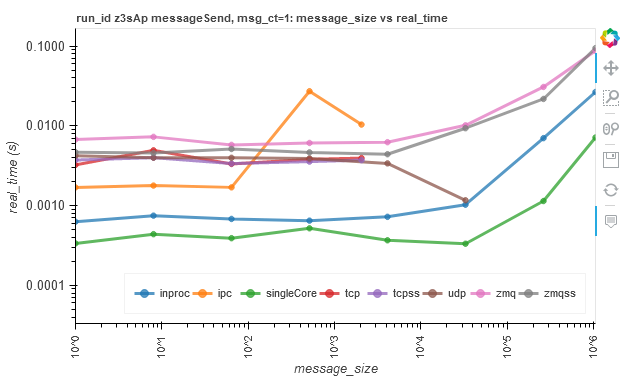 run_id z3sAp messageSend, msg_ct=1: message_size vs real_time
0.1000
0.0100
0.0010
0.0001
real_time (s)
inproc ipc singleCore tcp tcpss udp zmq zmqss
10^0 10^1 10^2 10^3 10^4 10^5 10^6
message_size